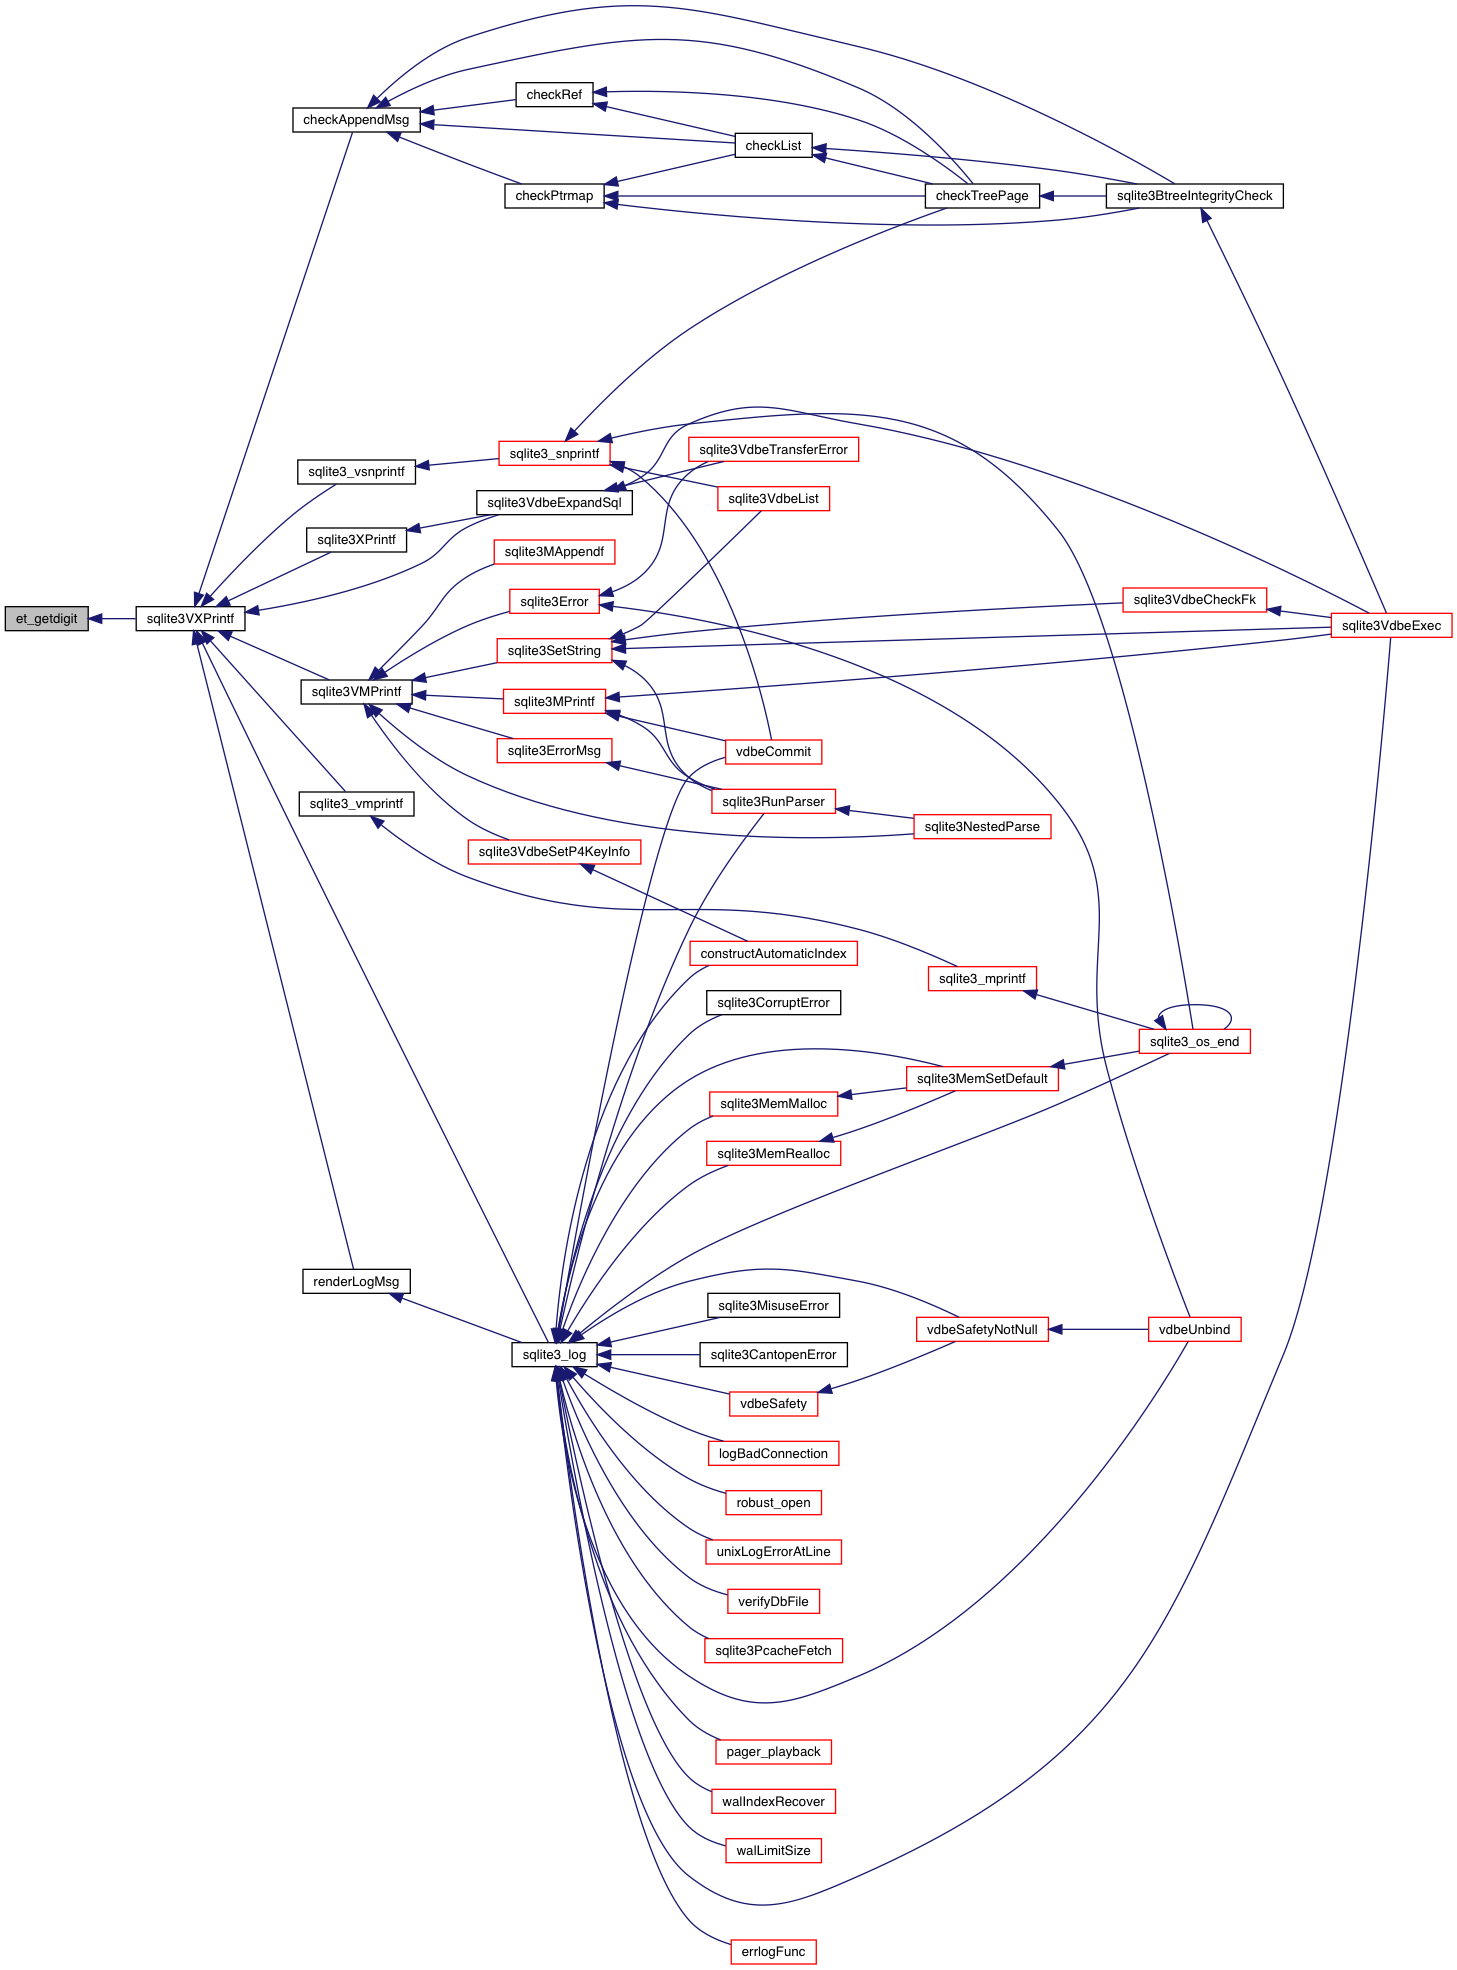 checkRef
checkAppendMsg
checkList
checkPtrmap
checkTreePage
sqlite3BtreeIntegrityCheck
sqlite3_snprintf
sqlite3VdbeTransferError
sqlite3_vsnprintf
sqlite3VdbeExpandSql
sqlite3VdbeList
sqlite3XPrintf
sqlite3MAppendf
sqlite3Error
sqlite3VdbeCheckFk
et_getdigit
sqlite3VXPrintf
sqlite3VdbeExec
sqlite3SetString
sqlite3VMPrintf
sqlite3MPrintf
sqlite3ErrorMsg
vdbeCommit
sqlite3_vmprintf
sqlite3RunParser
sqlite3NestedParse
sqlite3VdbeSetP4KeyInfo
constructAutomaticIndex
sqlite3_mprintf
sqlite3CorruptError
sqlite3_os_end
sqlite3MemSetDefault
sqlite3MemMalloc
sqlite3MemRealloc
renderLogMsg
sqlite3MisuseError
vdbeSafetyNotNull
vdbeUnbind
sqlite3_log
sqlite3CantopenError
vdbeSafety
logBadConnection
robust_open
unixLogErrorAtLine
verifyDbFile
sqlite3PcacheFetch
pager_playback
walIndexRecover
walLimitSize
errlogFunc